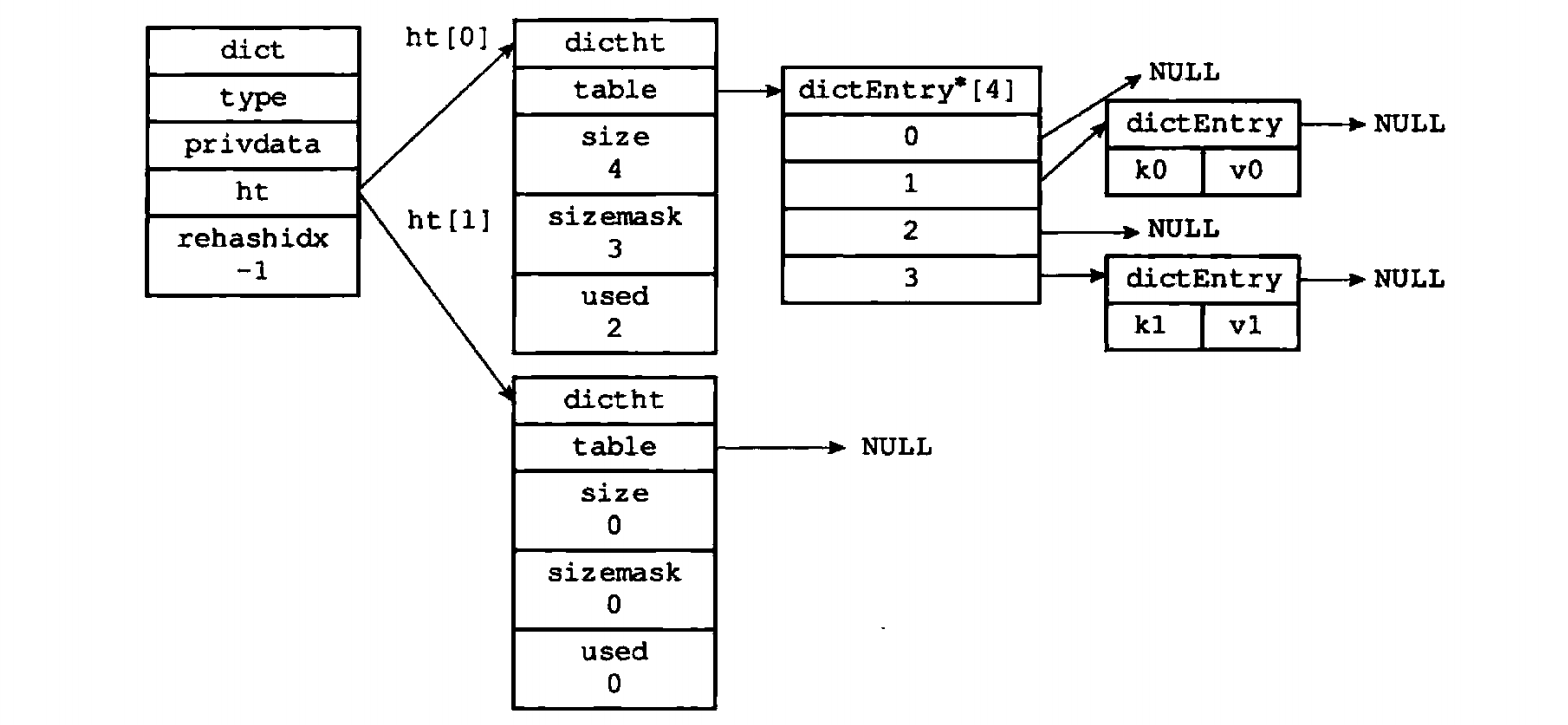 dict
type
privdata
ht
rehashidx
-1
ht[0]
ht[1]
dictht
table
size
4
sizemask
3
used
2
dictht
table
size
0
sizemask
0
used
0
NULL
dictEntry*[4]
0
1
2
3
NULL
dictEntry
k0 v0
NULL
NULL
dictEntry
k1 v1
NULL